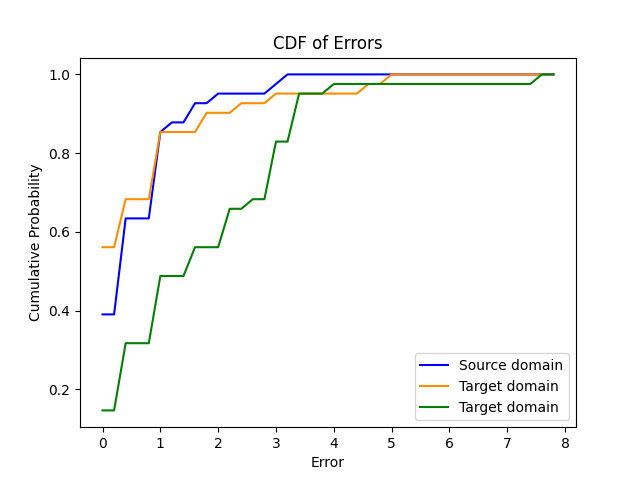 CDF of Errors
Cumulative Probability
1.0
0.8
0.6
0.4
0.2
0 1 2 3 4 5 6 7 8
Error
Source domain
Target domain
Target domain